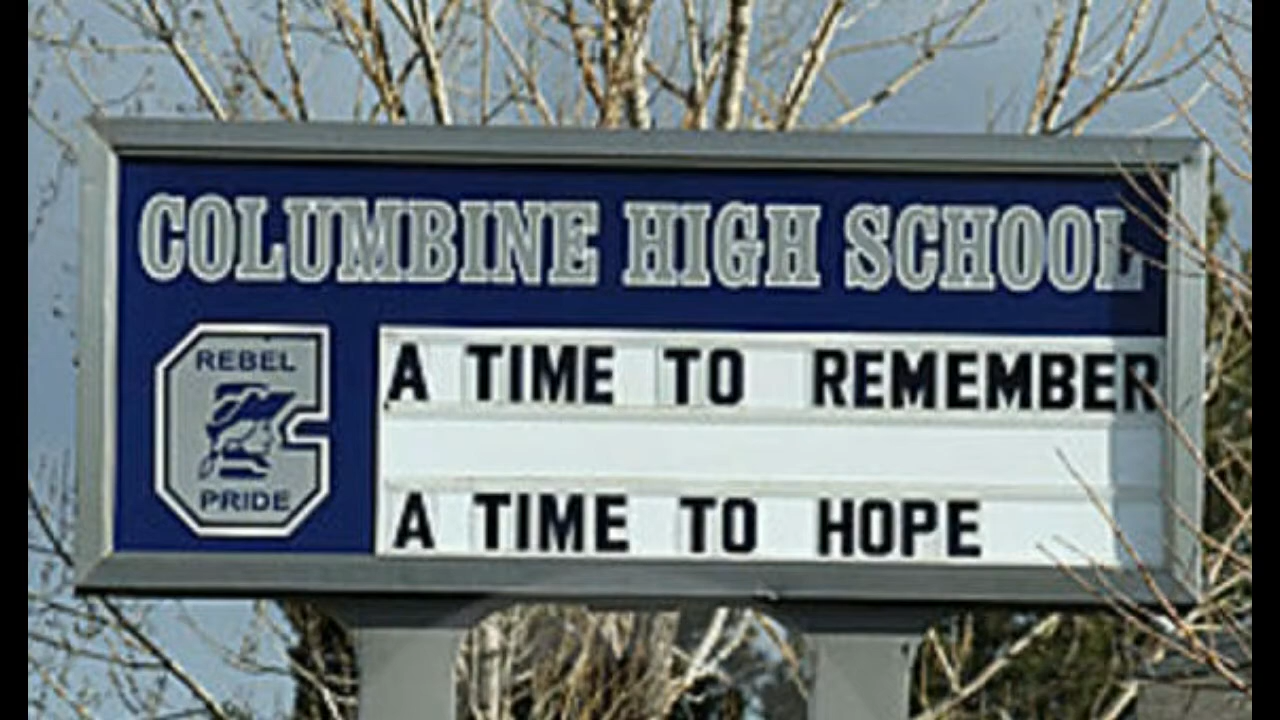 COLUMBINE HIGH SCHOOL
REBEL
PRIDE
A TIME TO REMEMBER
A TIME TO HOPE